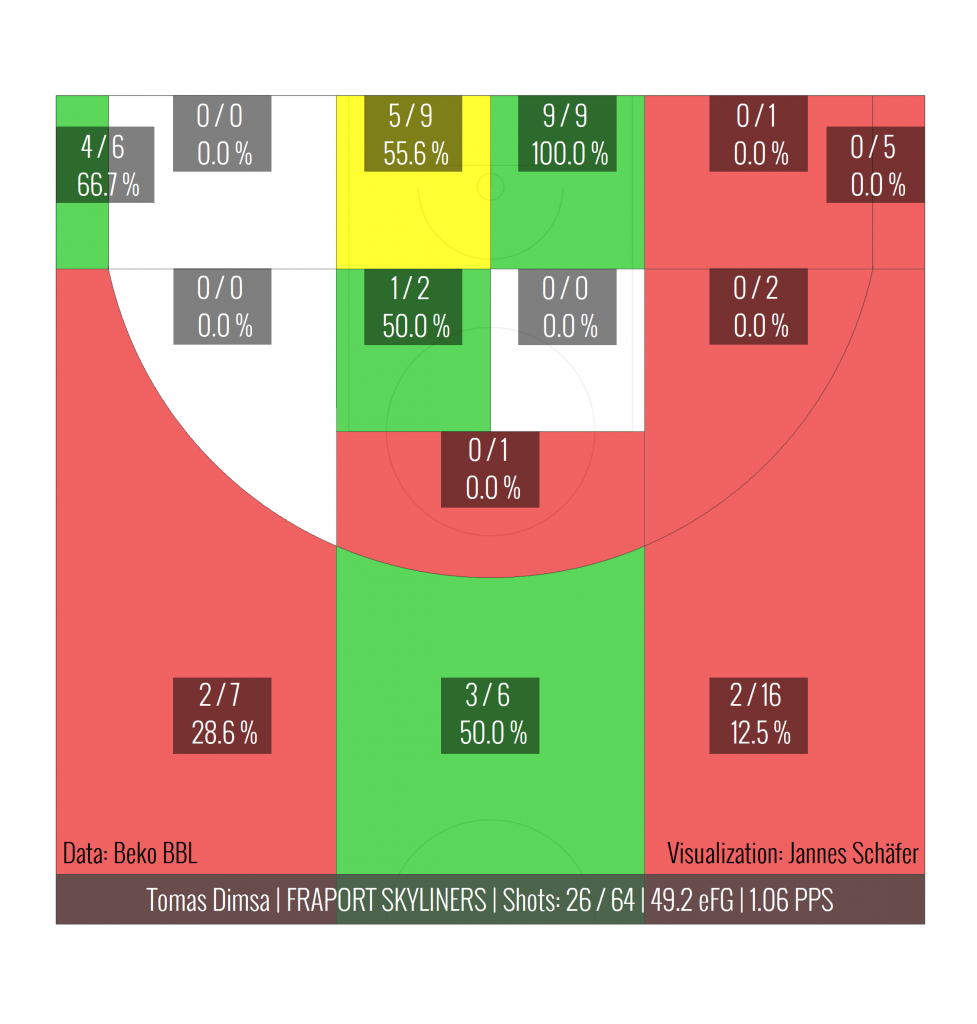 0 / 0
0.0 %
5 / 9
55.6 %
9 / 9
100.0 %
0 / 1
0.0 %
4 / 6
66.7 %
0 / 5
0.0 %
0 / 0
0.0 %
1 / 2
50.0 %
0 / 0
0.0 %
0 / 2
0.0 %
0 / 1
0.0 %
2 / 7
28.6 %
3 / 6
50.0 %
2 / 16
12.5 %
Data: Beko BBL
Visualization: Jannes Schäfer
Tomas Dimsa | FRAPORT SKYLINERS | Shots: 26 / 64 | 49.2 eFG | 1.06 PPS